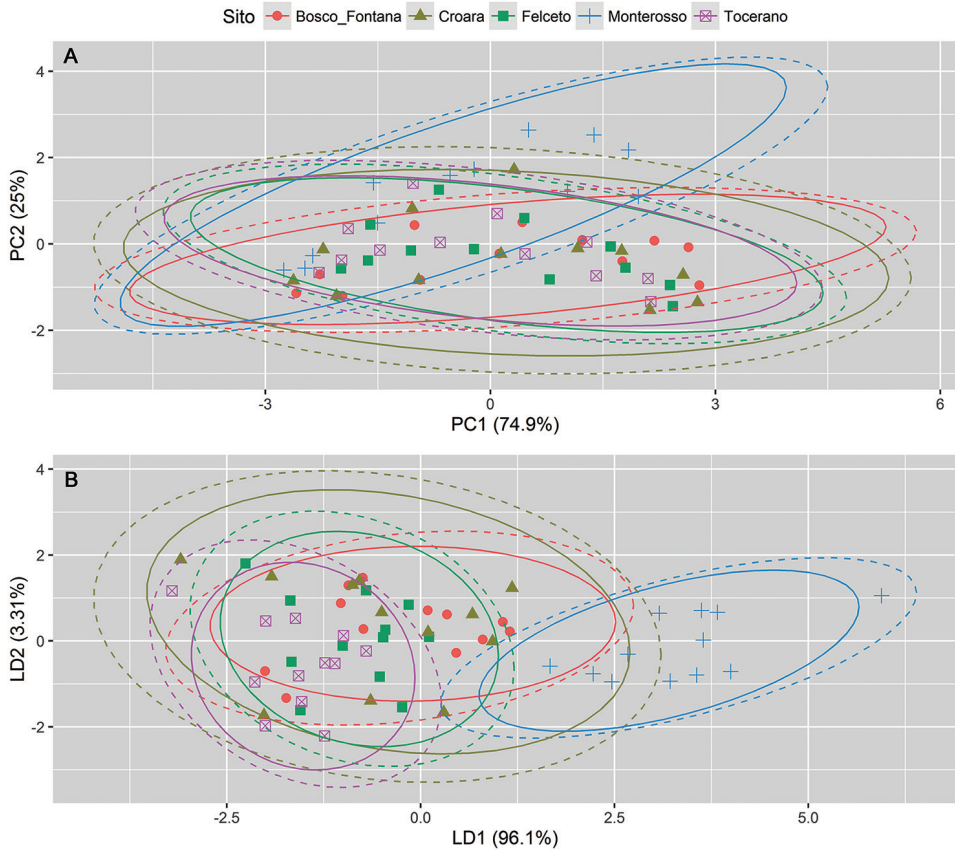 Sito Bosco_Fontana Croara Felceto Monterosso Tocerano
A
4
2
0
-2
PC2 (25%)
-3 0 3 6
PC1 (74.9%)
B
4
2
0
-2
LD2 (3.31%)
-2.5 0.0 2.5 5.0
LD1 (96.1%)